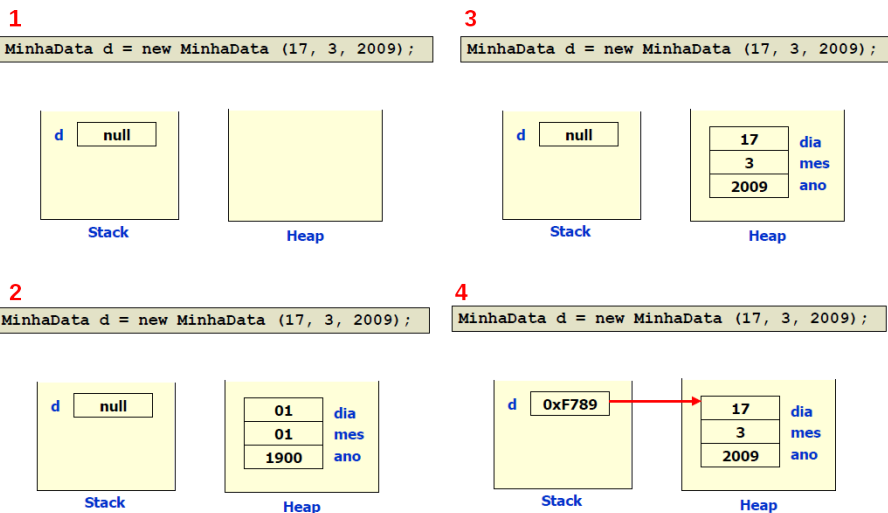 1
MinhaData d = new MinhaData (17, 3, 2009);
d null
Stack
Heap
2
MinhaData d = new MinhaData (17, 3, 2009);
d null
01 dia
01 mes
1900 ano
Stack
Heap
3
MinhaData d = new MinhaData (17, 3, 2009);
d null
17 dia
3 mes
2009 ano
Stack
Heap
4
MinhaData d = new MinhaData (17, 3, 2009);
d 0xF789
17 dia
3 mes
2009 ano
Stack
Heap